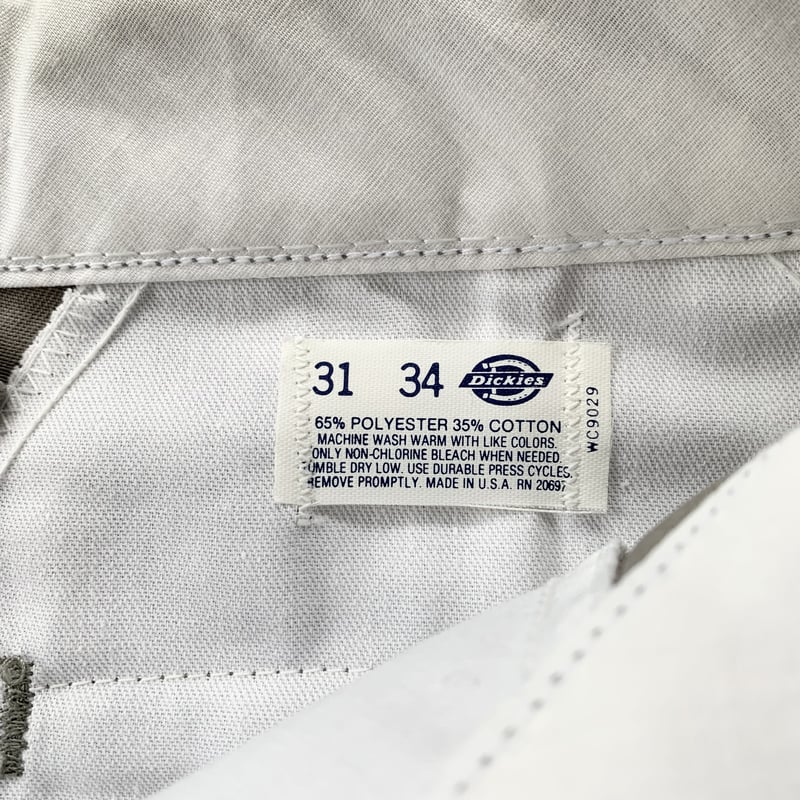 31 34 Dickies
65% POLYESTER 35% COTTON
MACHINE WASH WARM WITH LIKE COLORS.
ONLY NON-CHLORINE BLEACH WHEN NEEDED.
TUMBLE DRY LOW. USE DURABLE PRESS CYCLES.
REMOVE PROMPTLY. MADE IN U.S.A. RN 20697
WC9029